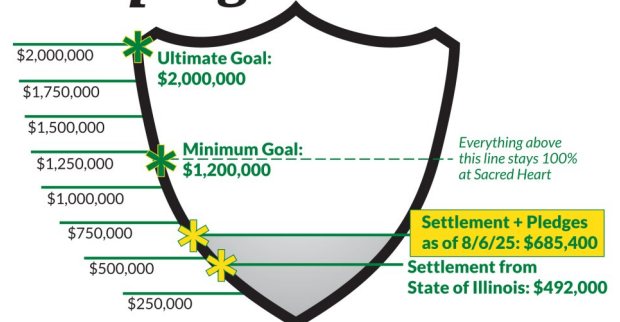 $2,000,000
Ultimate Goal:
$2,000,000
$1,750,000
$1,500,000
Minimum Goal:
$1,200,000
Everything above
this line stays 100%
at Sacred Heart
$1,250,000
$1,000,000
$750,000
Settlement + Pledges
as of 8/6/25: $685,400
$500,000
Settlement from
State of Illinois: $492,000
$250,000